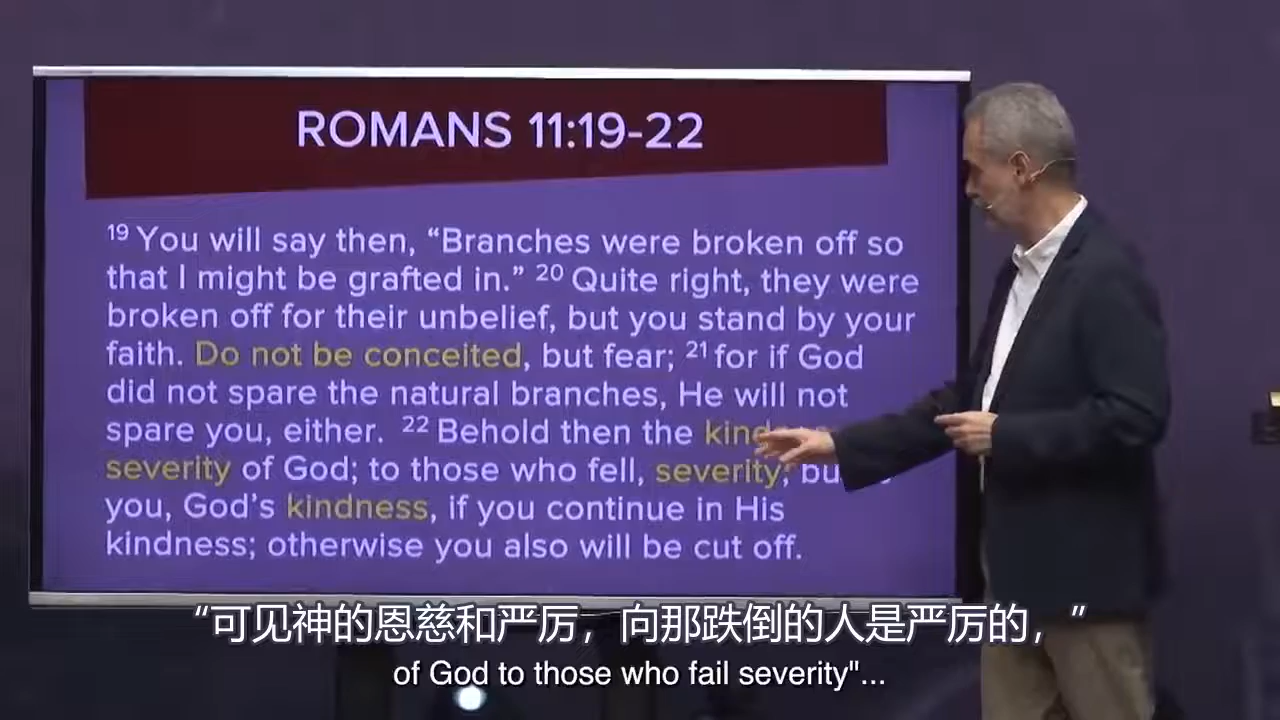 ROMANS 11:19-22
19 You will say then, “Branches were broken off so
that I might be grafted in.” 20 Quite right, they were
broken off for their unbelief, but you stand by your
faith. Do not be conceited, but fear; 21 for if God
did not spare the natural branches, He will not
spare you, either. 22 Behold then the
severity of God; to those who fell, severity,
you, God’s kindness, if you continue in His
kindness; otherwise you also will be cut off.
“可见神的恩慈和严厉，向那跌倒的人是严厉的，”
of God to those who fail severity"...